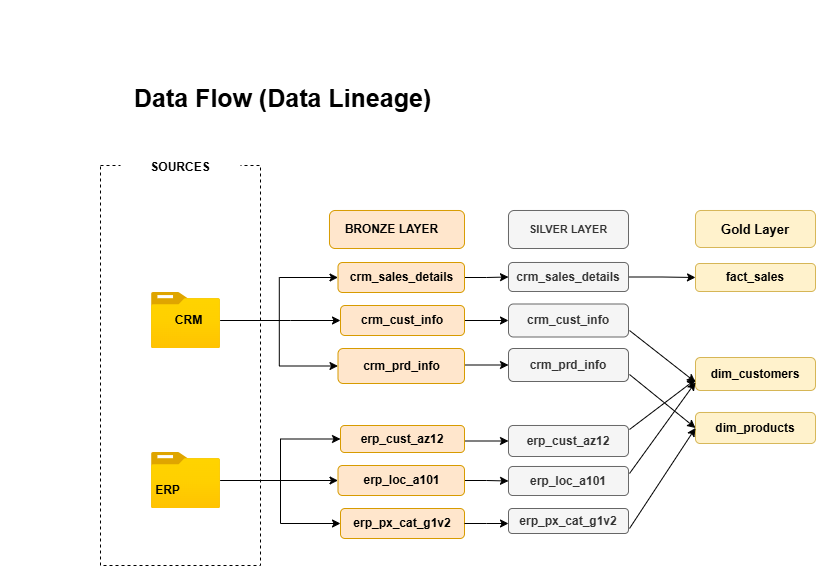 Data Flow (Data Lineage)
SOURCES
BRONZE LAYER
SILVER LAYER
Gold Layer
crm_sales_details
crm_sales_details
fact_sales
CRM
crm_cust_info
crm_cust_info
crm_prd_info
crm_prd_info
dim_customers
dim_products
erp_cust_az12
erp_cust_az12
ERP
erp_loc_a101
erp_loc_a101
erp_px_cat_g1v2
erp_px_cat_g1v2